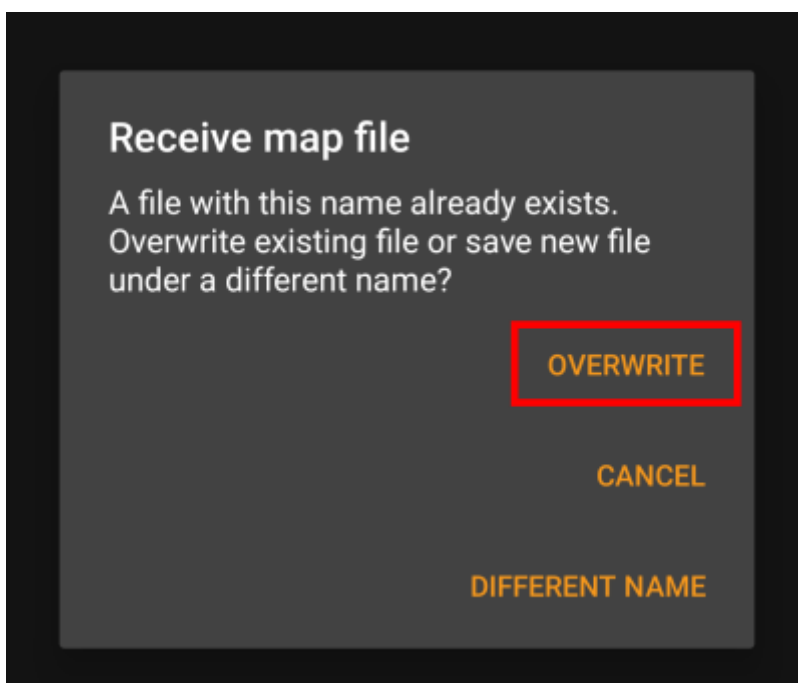 Receive map file
A file with this name already exists.
Overwrite existing file or save new file
under a different name?
OVERWRITE
CANCEL
DIFFERENT NAME